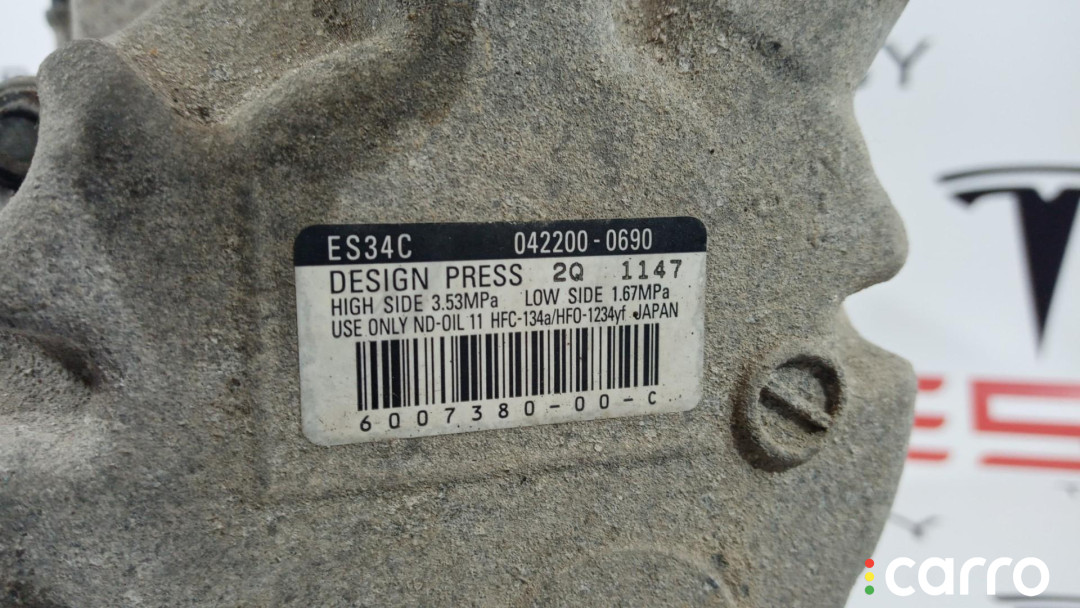 ES34C 042200-0690
DESIGN PRESS 2Q 1147
HIGH SIDE 3.53MPa LOW SIDE 1.67MPa
USE ONLY ND-OIL 11 HFC-134a/HFO-1234yf JAPAN
6007380-00-C
carro